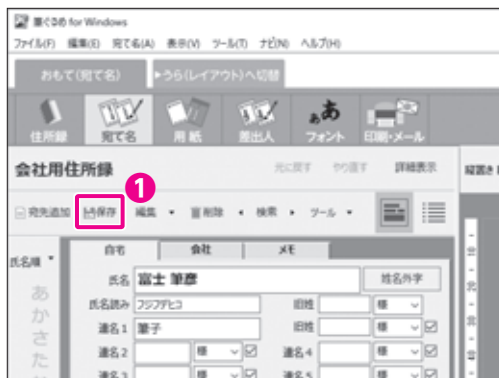 筆ぐるめ for Windows
ファイル(F) 編集(E) 宛て名(A) 表示(V) ツール(T) ナビ(N) ヘルプ(H)
おもて(宛て名) ▶うら(レイアウト)へ切替
住所録 宛て名 用紙 差出人 フォント 印刷・メール
会社用住所録 元に戻す やり直す 詳細表示 縦置き
1
宛先追加 保存 編集 削除 検索 ツール
氏名順 自宅 会社 メモ
氏名 富士 筆彦 姓名外字
氏名読み フジフデヒコ 旧姓 様
連名1 筆子 旧姓 様
連名2 様 連名4 様
連名3 様 連名5 様
あ
か
さ
た